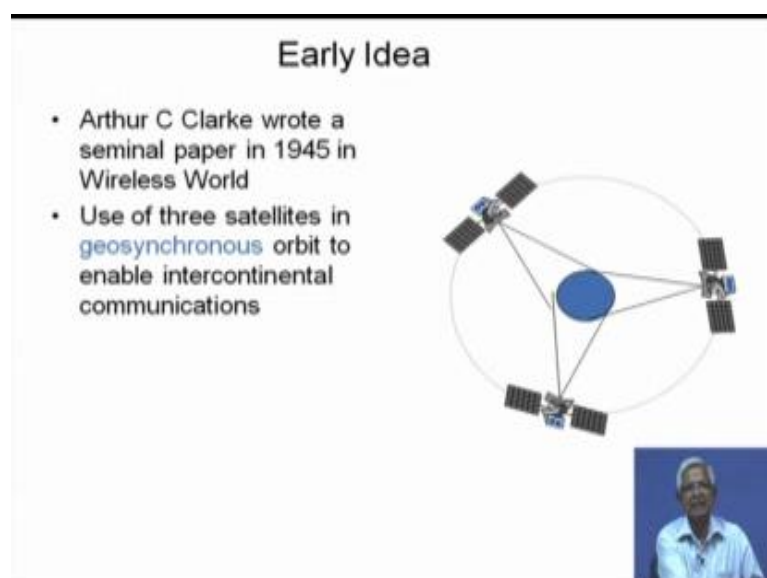 Early Idea
• Arthur C Clarke wrote a
seminal paper in 1945 in
Wireless World
• Use of three satellites in
geosynchronous orbit to
enable intercontinental
communications